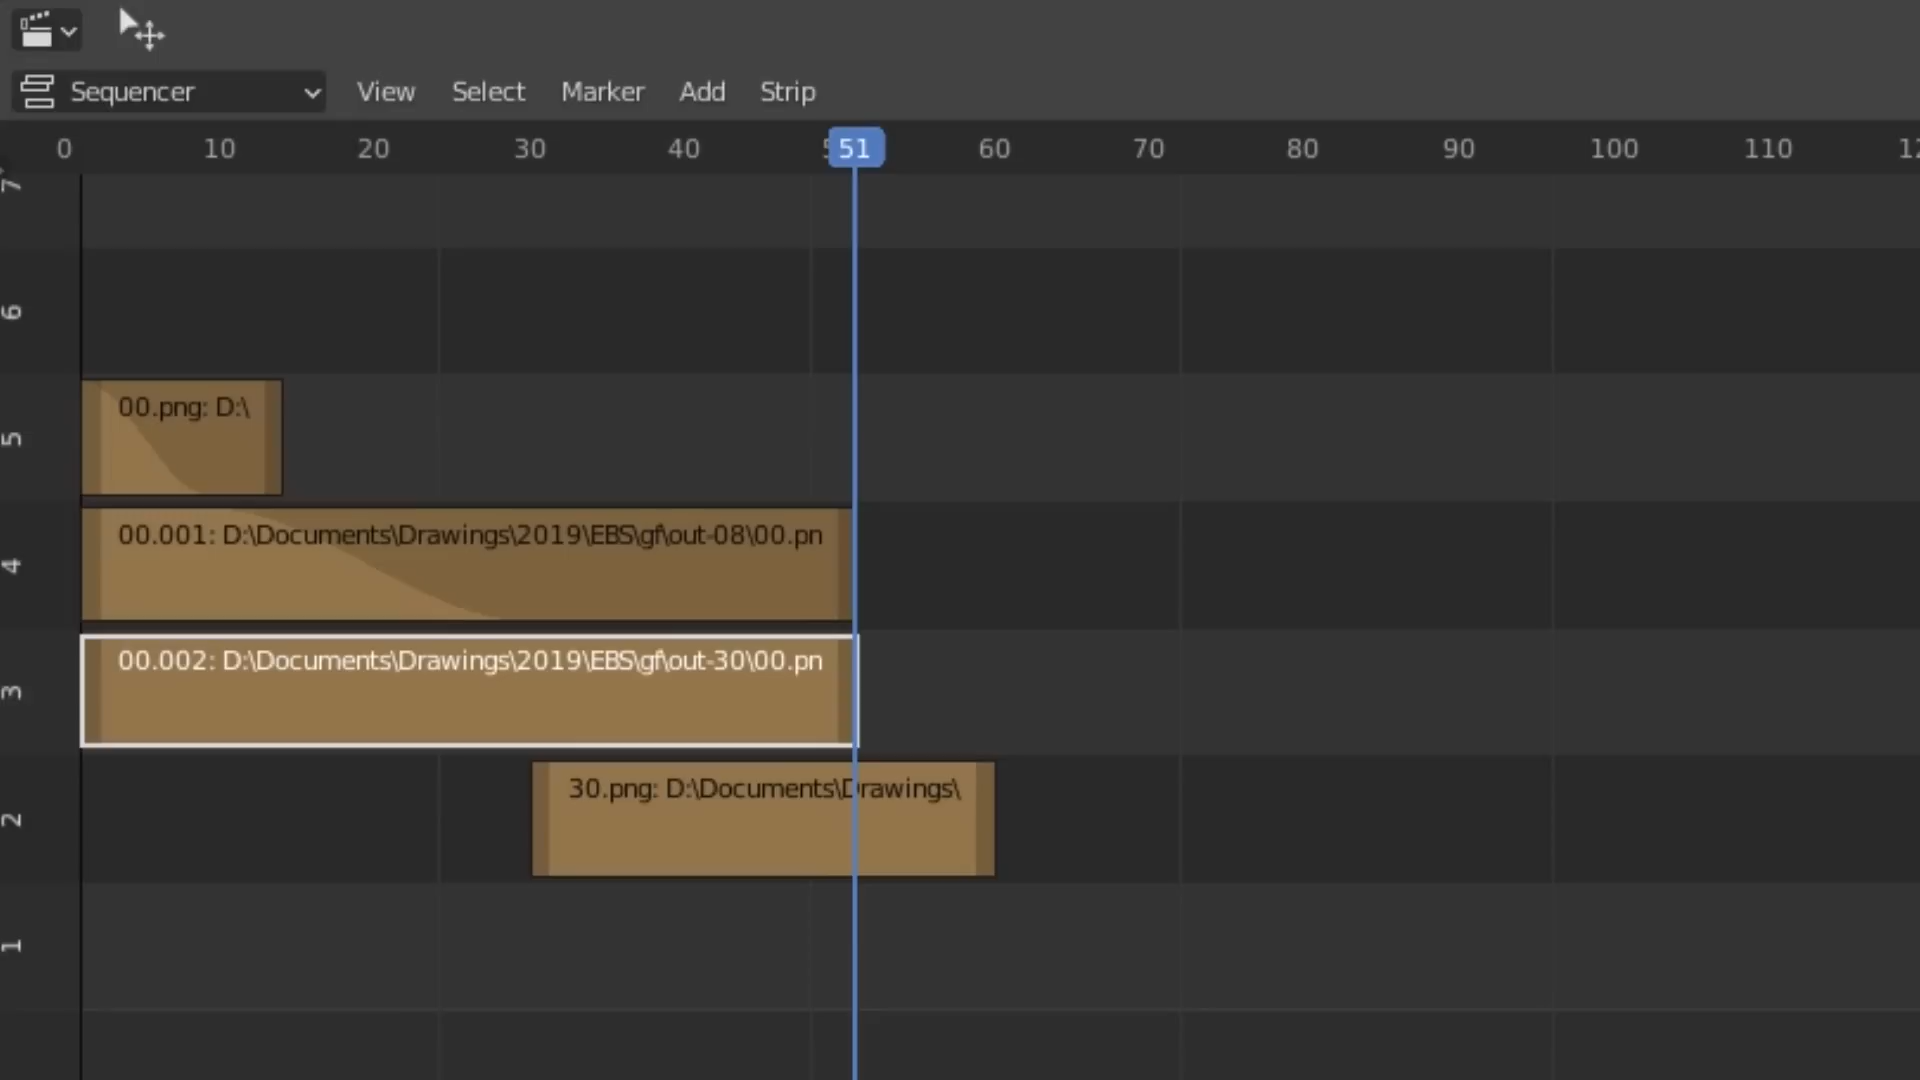 Sequencer View Select Marker Add Strip
0 10 20 30 40 51 60 70 80 90 100 110
7
6
5
00.png: D:\
4
00.001: D:\Documents\Drawings\2019\EBS\gf\out-08\00.pn
3
00.002: D:\Documents\Drawings\2019\EBS\gf\out-30\00.pn
2
30.png: D:\Documents\Drawings\
1